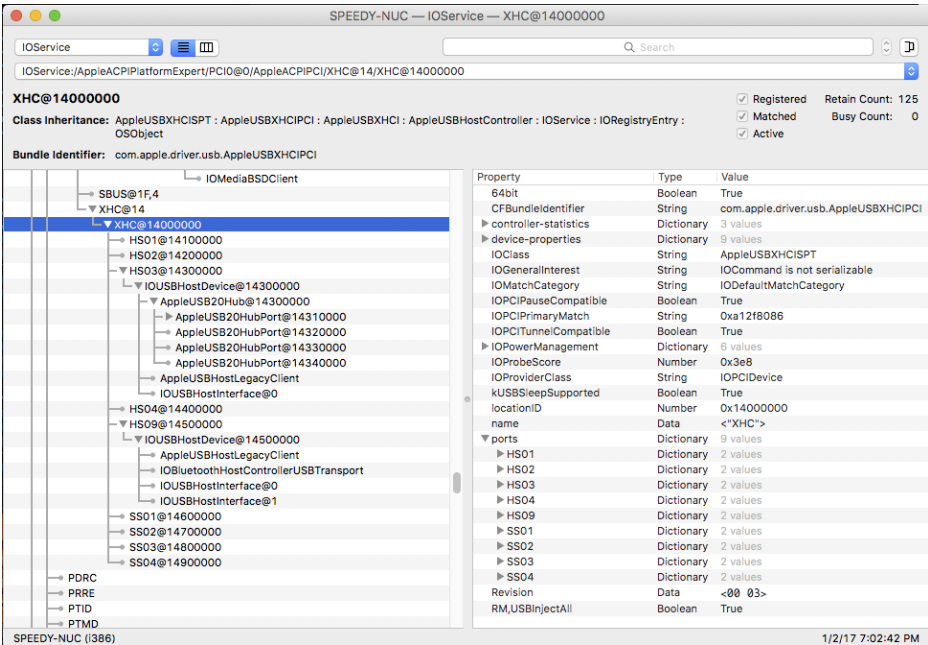 SPEEDY-NUC — IOService — XHC@14000000
IOService
Search
IOService:/AppleACPIPlatformExpert/PCI0@0/AppleACPIPCI/XHC@14/XHC@14000000
XHC@14000000
Registered Retain Count: 125
Class Inheritance: AppleUSBXHCISPT : AppleUSBXHCIPCI : AppleUSBXHCI : AppleUSBHostController : IOService : IORegistryEntry :
OSObject
Matched Busy Count: 0
Active
Bundle Identifier: com.apple.driver.usb.AppleUSBXHCIPCI
IOMediaBSDClient
SBUS@1F,4
XHC@14
XHC@14000000
HS01@14100000
HS02@14200000
HS03@14300000
IOUSBHostDevice@14300000
AppleUSB20Hub@14300000
AppleUSB20HubPort@14310000
AppleUSB20HubPort@14320000
AppleUSB20HubPort@14330000
AppleUSB20HubPort@14340000
AppleUSBHostLegacyClient
IOUSBHostInterface@0
HS04@14400000
HS09@14500000
IOUSBHostDevice@14500000
AppleUSBHostLegacyClient
IOBluetoothHostControllerUSBTransport
IOUSBHostInterface@0
IOUSBHostInterface@1
SS01@14600000
SS02@14700000
SS03@14800000
SS04@14900000
PDRC
PRRE
PTID
PTMD
Property Type Value
64bit Boolean True
CFBundleIdentifier String com.apple.driver.usb.AppleUSBXHCIPCI
controller-statistics Dictionary 3 values
device-properties Dictionary 9 values
IOClass String AppleUSBXHCISPT
IOGeneralInterest String IOCommand is not serializable
IOMatchCategory String IODefaultMatchCategory
IOPCIPauseCompatible Boolean True
IOPCIPrimaryMatch String 0xa12f8086
IOPCITunnelCompatible Boolean True
IOPowerManagement Dictionary 6 values
IOProbeScore Number 0x3e8
IOProviderClass String IOPCIDevice
kUSBSleepSupported Boolean True
locationID Number 0x14000000
name Data <"XHC">
ports Dictionary 9 values
HS01 Dictionary 2 values
HS02 Dictionary 2 values
HS03 Dictionary 2 values
HS04 Dictionary 2 values
HS09 Dictionary 2 values
SS01 Dictionary 2 values
SS02 Dictionary 2 values
SS03 Dictionary 2 values
SS04 Dictionary 2 values
Revision Data <00 03>
RM,USBInjectAll Boolean True
SPEEDY-NUC (i386)
1/2/17 7:02:42 PM